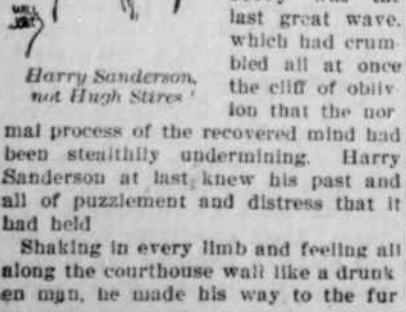 Harry Sanderson,
not Hugh Stires '
last great wave,
which had crum
bled all at once
the cliff of obliv
ion that the nor
mal process of the recovered mind had
been stealthily undermining. Harry
Sanderson at last knew his past and
all of puzzlement and distress that it
had held
Shaking in every limb and feeling all
along the courthouse wall like a drunk
en man, he made his way to the fur